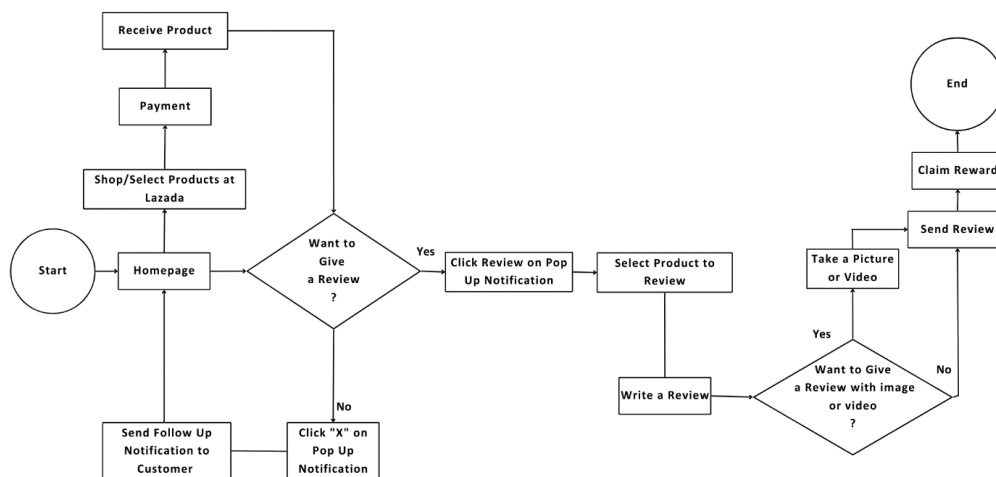 Receive Product
Payment
Shop/Select Products at
Lazada
Start
Homepage
Want to
Give
a Review
?
Yes
No
Click "X" on
Pop Up
Notification
Send Follow Up
Notification to
Customer
Click Review on Pop
Up Notification
Select Product to
Review
Write a Review
Want to Give
a Review with image
or video
?
Yes
No
Take a Picture
or Video
Send Review
Claim Reward
End